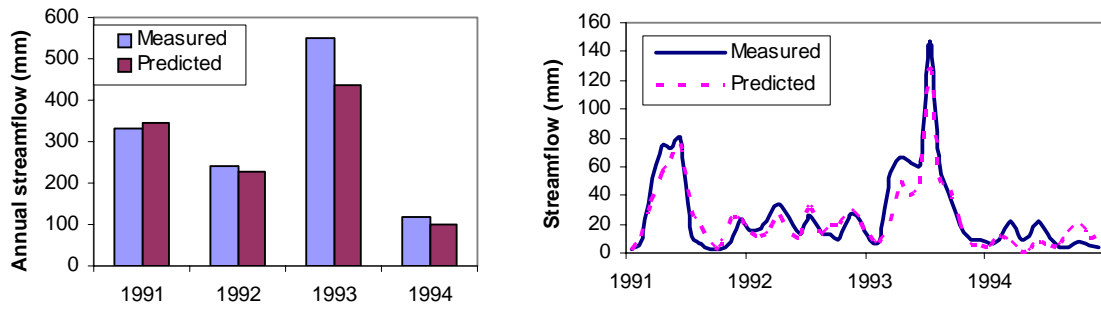 Annual streamflow (mm)
600
500
400
300
200
100
0
Measured
Predicted
1991 1992 1993 1994
Streamflow (mm)
160
140
120
100
80
60
40
20
0
Measured
Predicted
1991 1992 1993 1994